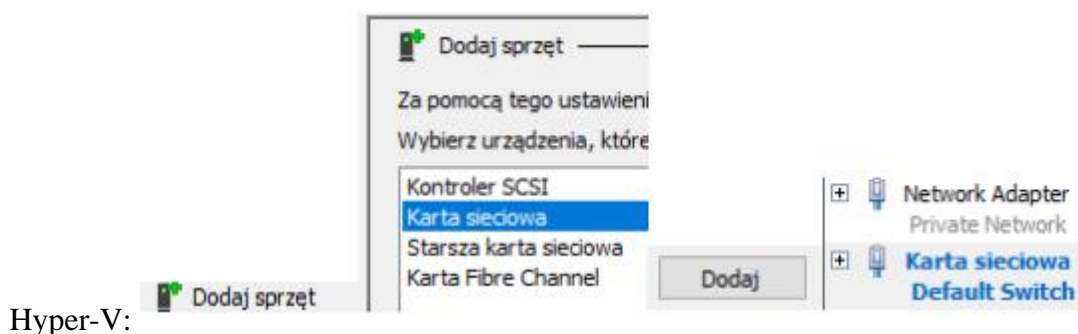 Hyper-V:
Dodaj sprzęt
Dodaj sprzęt
Za pomocą tego ustawieni
Wybierz urządzenia, które
Kontroler SCSI
Karta sieciowa
Starsza karta sieciowa
Karta Fibre Channel
Dodaj
Network Adapter
Private Network
Karta sieciowa
Default Switch